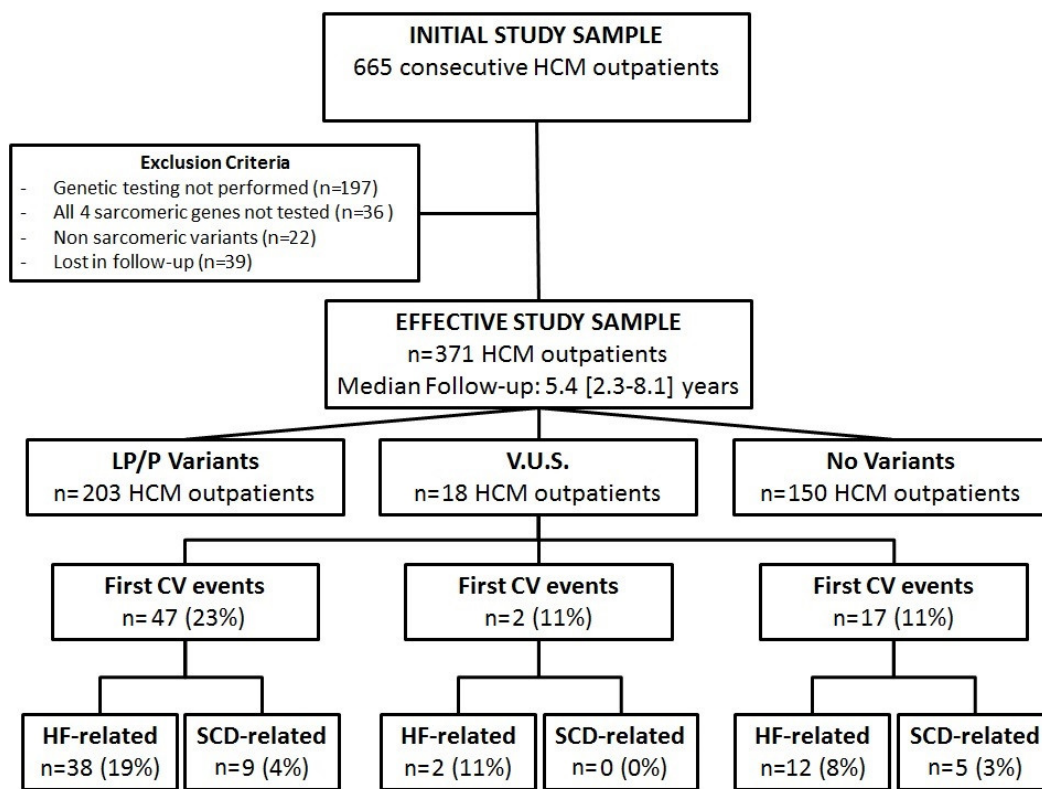 INITIAL STUDY SAMPLE
665 consecutive HCM outpatients
Exclusion Criteria
- Genetic testing not performed (n=197)
- All 4 sarcomeric genes not tested (n=36 )
- Non sarcomeric variants (n=22)
- Lost in follow-up (n=39)
EFFECTIVE STUDY SAMPLE
n=371 HCM outpatients
Median Follow-up: 5.4 [2.3-8.1] years
LP/P Variants
n=203 HCM outpatients
V.U.S.
n=18 HCM outpatients
No Variants
n=150 HCM outpatients
First CV events
n=47 (23%)
First CV events
n=2 (11%)
First CV events
n=17 (11%)
HF-related
n=38 (19%)
SCD-related
n=9 (4%)
HF-related
n=2 (11%)
SCD-related
n=0 (0%)
HF-related
n=12 (8%)
SCD-related
n=5 (3%)